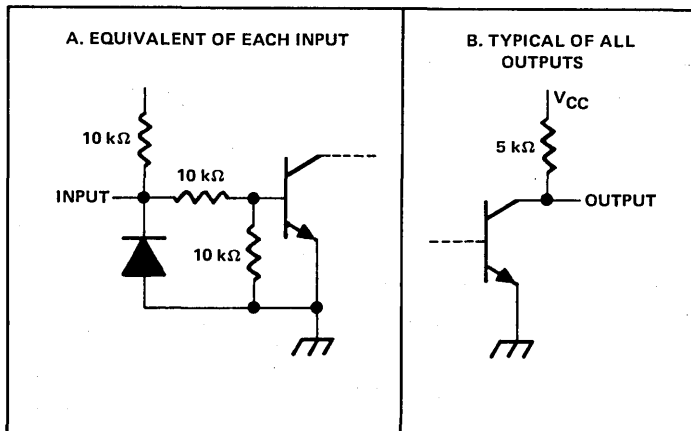 A. EQUIVALENT OF EACH INPUT
10 kΩ
10 kΩ
INPUT
10 kΩ
B. TYPICAL OF ALL
OUTPUTS
VCC
5 kΩ
OUTPUT